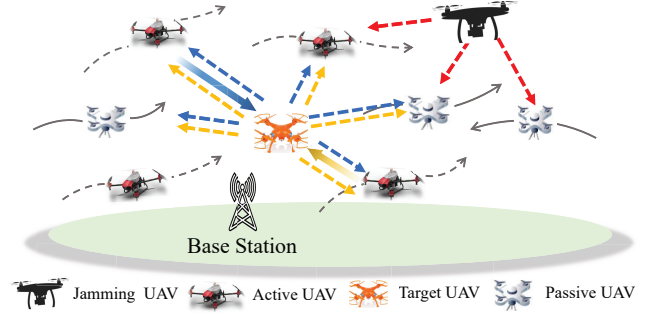 Base Station
Jamming UAV
Active UAV
Target UAV
Passive UAV